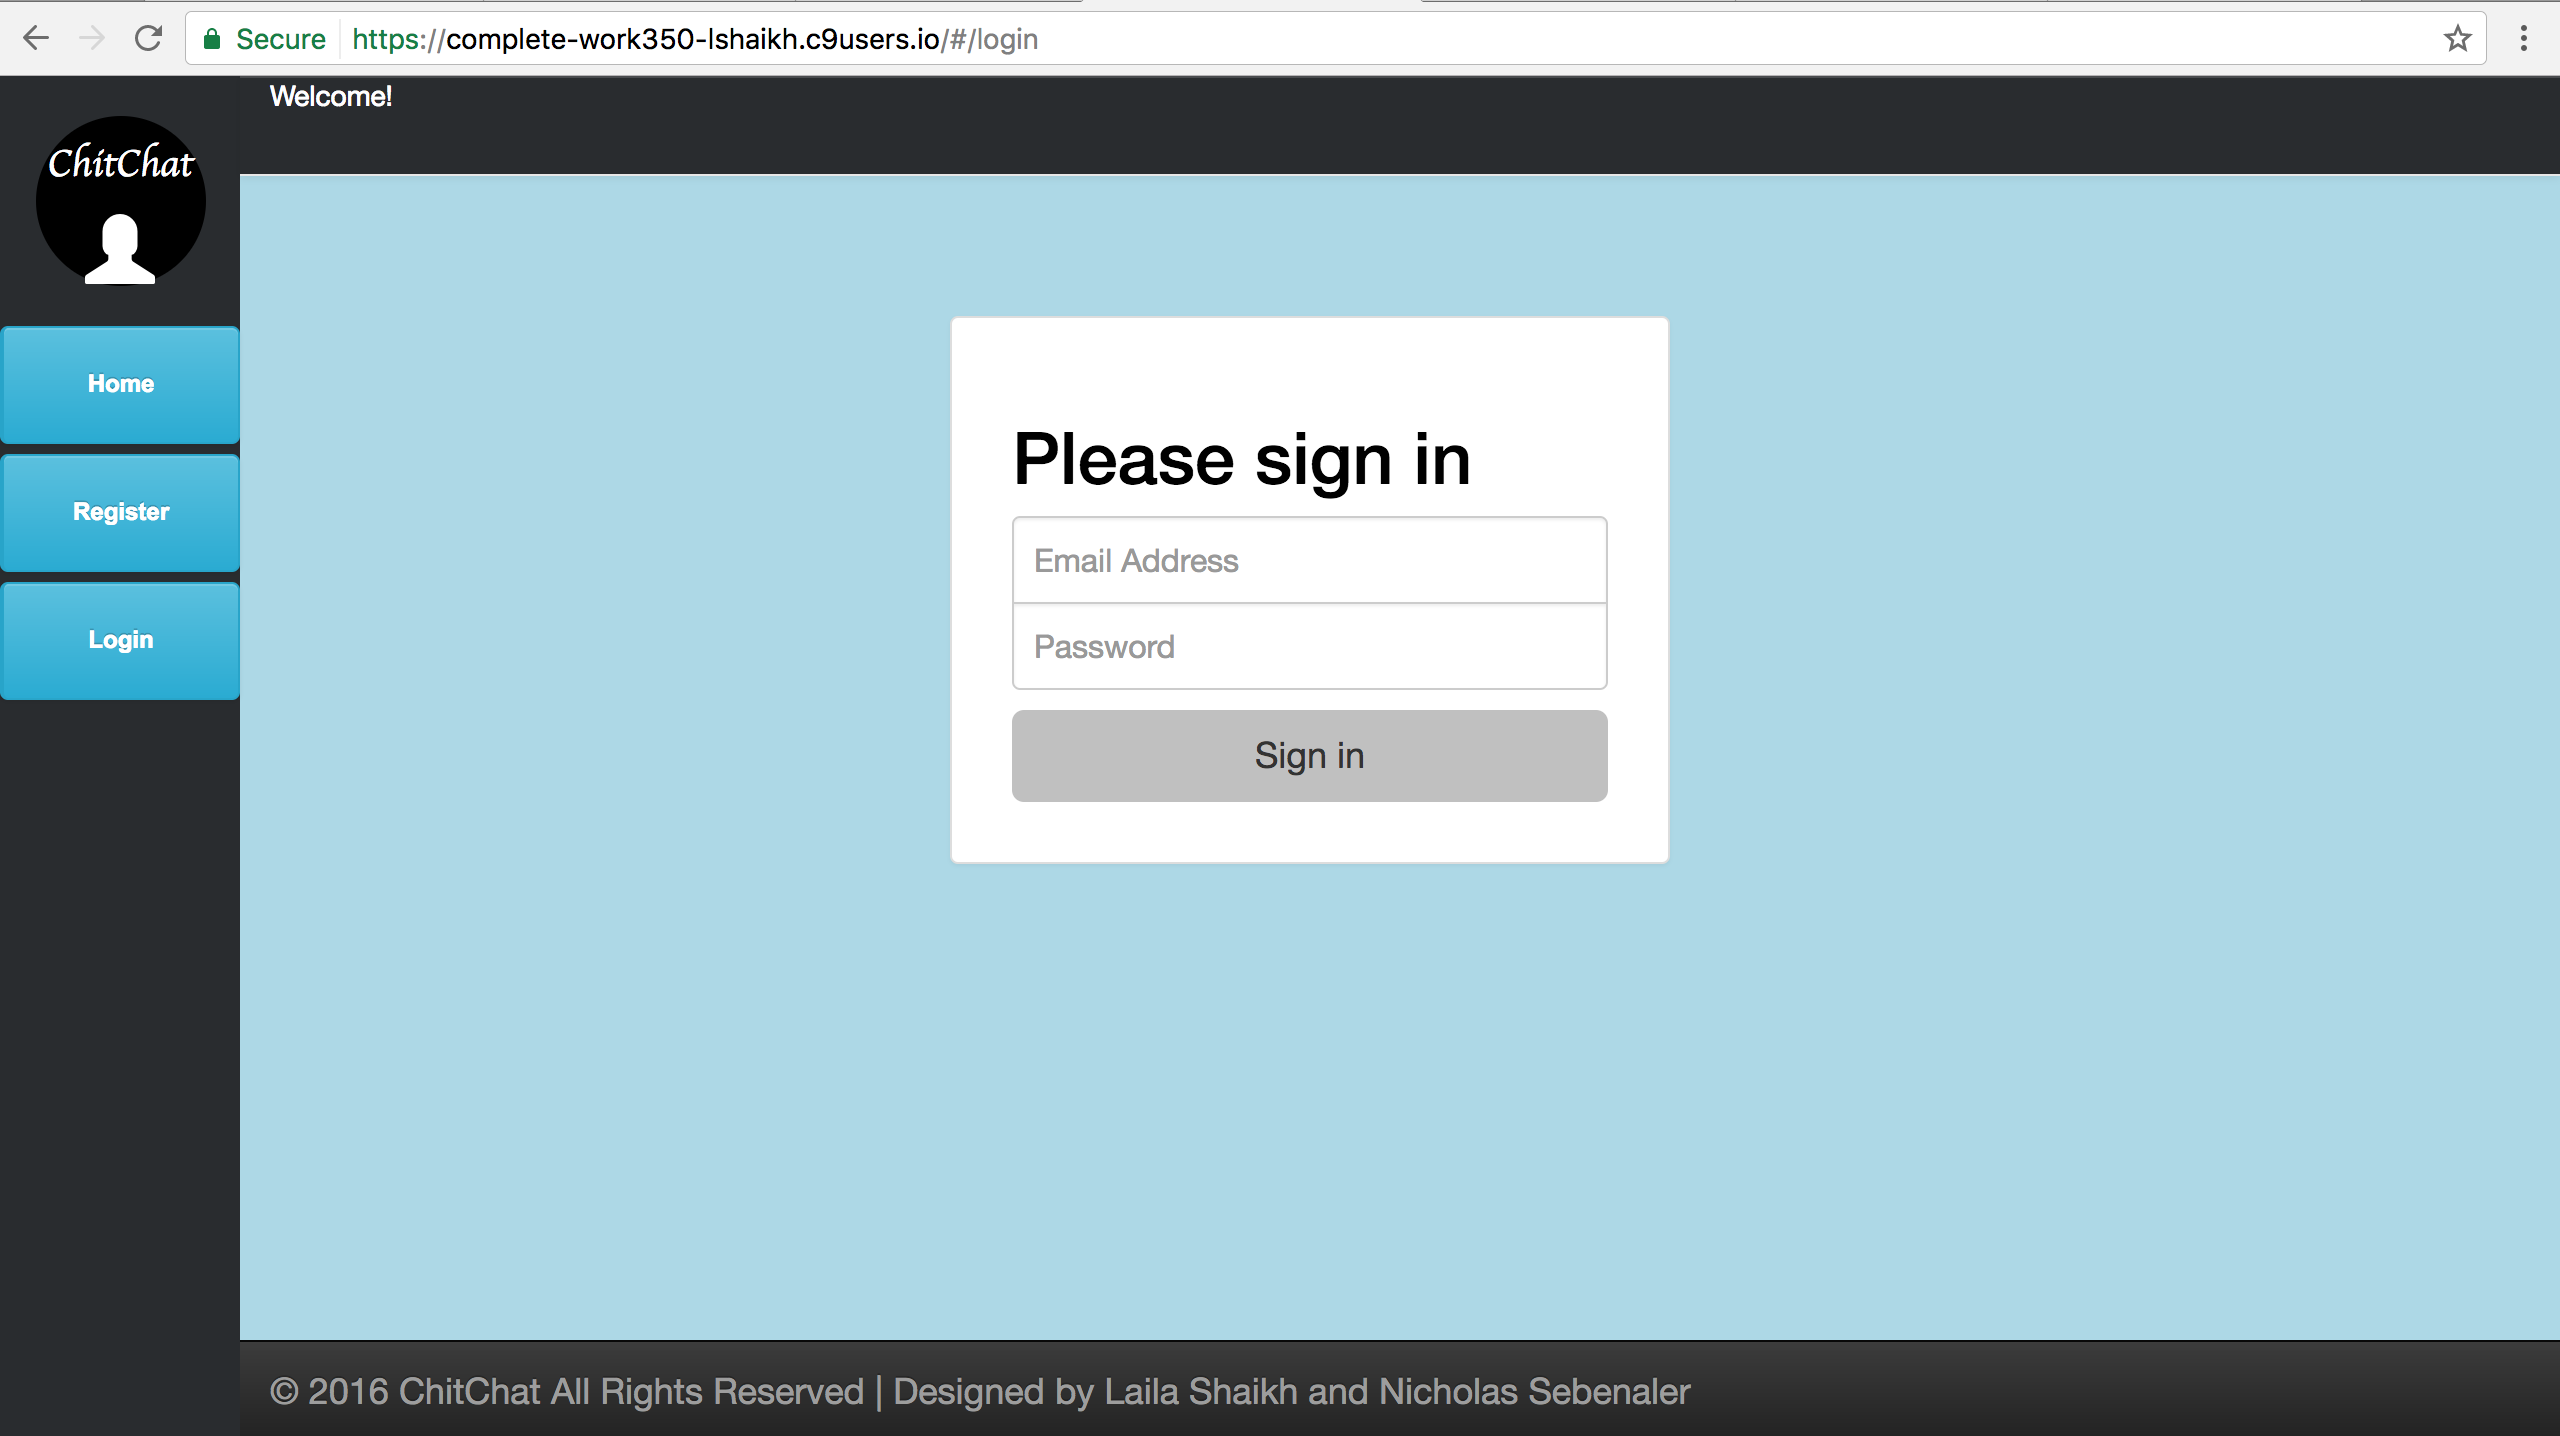 Secure https://complete-work350-lshaikh.c9users.io/#/login
Welcome!
ChitChat
Home
Register
Login
Please sign in
Email Address
Password
Sign in
© 2016 ChitChat All Rights Reserved | Designed by Laila Shaikh and Nicholas Sebenaler